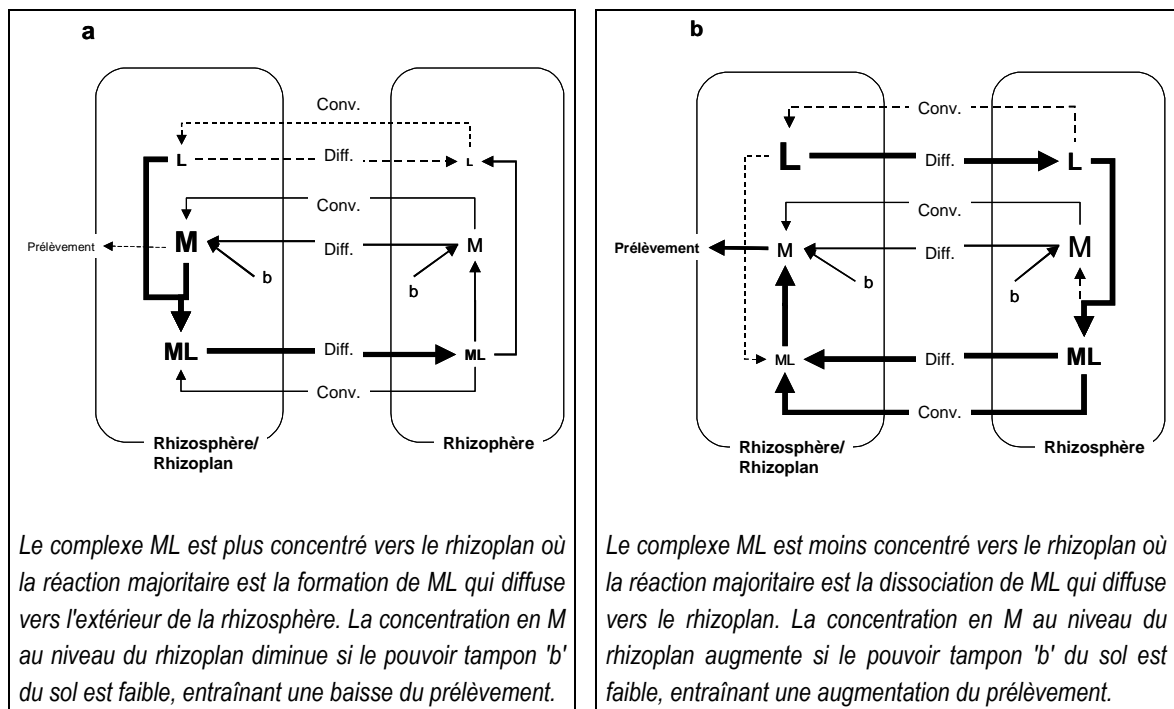 a
Conv.
L
Diff.
L
Conv.
Prélèvement
M
Diff.
M
b
b
ML
Diff.
ML
Conv.
Rhizosphère/
Rhizoplan
Rhizophère
Le complexe ML est plus concentré vers le rhizoplan où
la réaction majoritaire est la formation de ML qui diffuse
vers l'extérieur de la rhizosphère. La concentration en M
au niveau du rhizoplan diminue si le pouvoir tampon 'b'
du sol est faible, entraînant une baisse du prélèvement.
b
Conv.
L
Diff.
L
Conv.
Prélèvement
M
Diff.
M
b
b
ML
Diff.
ML
Conv.
Rhizosphère/
Rhizoplan
Rhizosphère
Le complexe ML est moins concentré vers le rhizoplan où
la réaction majoritaire est la dissociation de ML qui diffuse
vers le rhizoplan. La concentration en M au niveau du
rhizoplan augmente si le pouvoir tampon 'b' du sol est
faible, entraînant une augmentation du prélèvement.